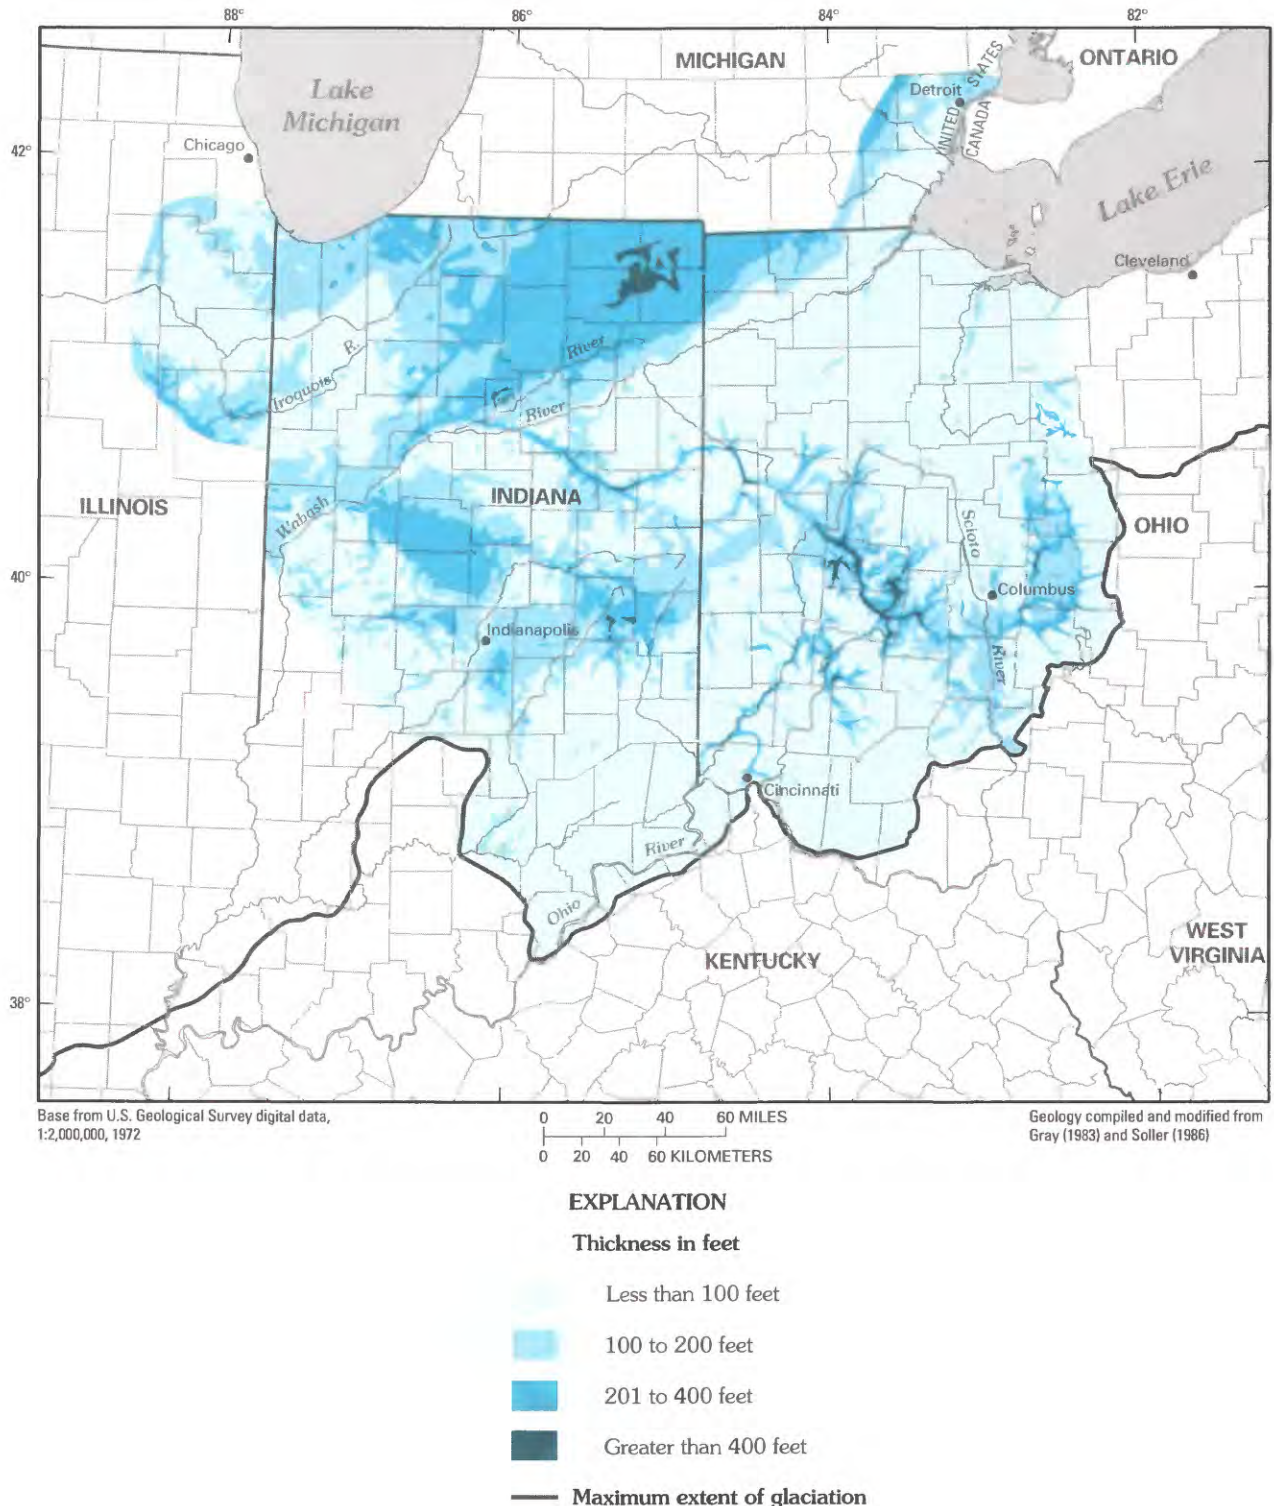 88°
86°
84°
82°
MICHIGAN
ONTARIO
Lake
Michigan
Detroit
UNITED STATES
CANADA
Chicago
42°
Lake Erie
Cleveland
River
Iroquois R.
River
ILLINOIS
INDIANA
Wabash
Scioto
OHIO
40°
Columbus
Indianapolis
River
Cincinnati
River
Ohio
WEST
VIRGINIA
KENTUCKY
38°
Base from U.S. Geological Survey digital data,
1:2,000,000, 1972
0 20 40 60 MILES
0 20 40 60 KILOMETERS
Geology compiled and modified from
Gray (1983) and Soller (1986)
EXPLANATION
Thickness in feet
Less than 100 feet
100 to 200 feet
201 to 400 feet
Greater than 400 feet
Maximum extent of glaciation